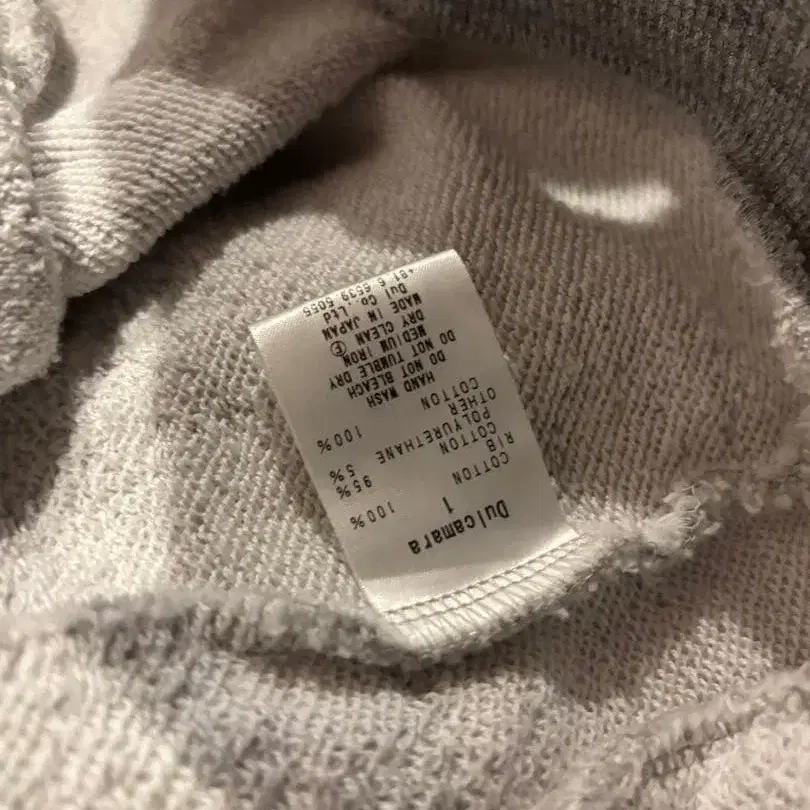 Dulcamara
1
COTTON 100%
RIB
COTTON 95%
POLYURETHANE 5%
OTHER
COTTON 100%
HAND WASH
DO NOT BLEACH
DO NOT TUMBLE DRY
MEDIUM IRON
DRY CLEAN Ⓕ
MADE IN JAPAN
Dul Co.,Ltd
+81 6 6539 5055